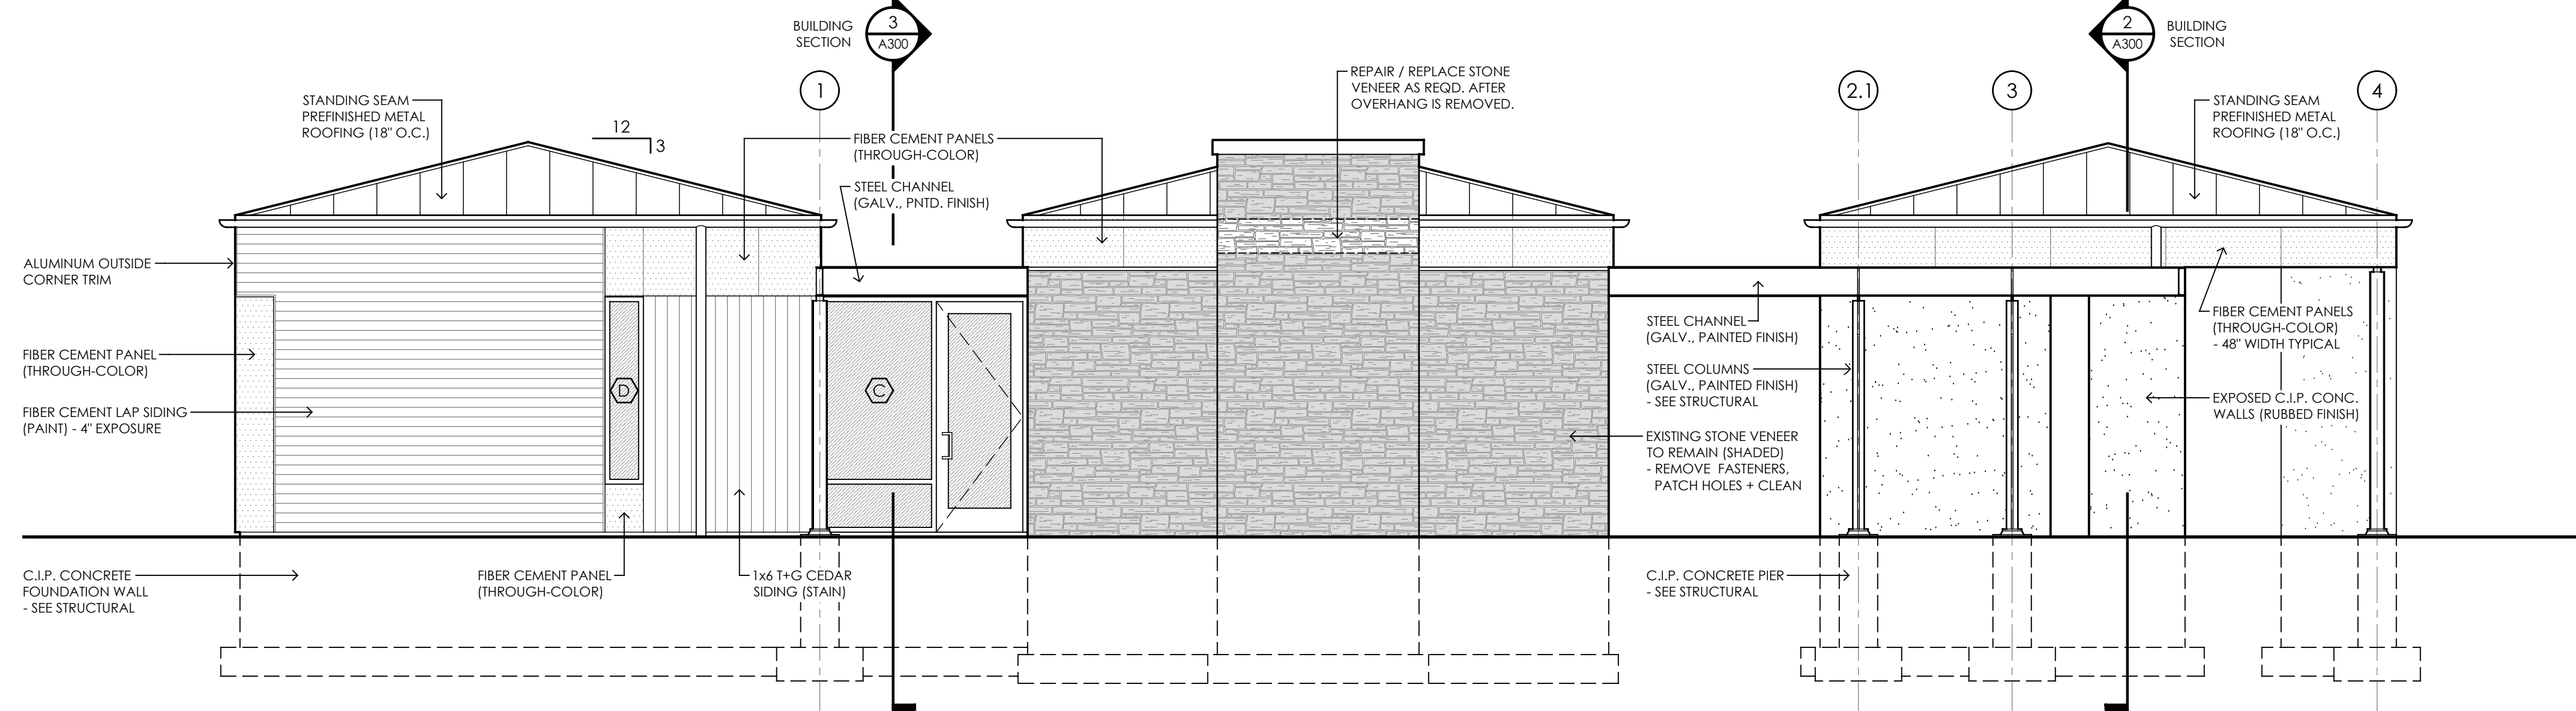 BUILDING
SECTION
3
A300
2
A300
BUILDING
SECTION
1
2.1
3
4
STANDING SEAM
PREFINISHED METAL
ROOFING (18" O.C.)
12
3
FIBER CEMENT PANELS
(THROUGH-COLOR)
STEEL CHANNEL
(GALV., PNTD. FINISH)
REPAIR / REPLACE STONE
VENEER AS REQD. AFTER
OVERHANG IS REMOVED.
STANDING SEAM
PREFINISHED METAL
ROOFING (18" O.C.)
ALUMINUM OUTSIDE
CORNER TRIM
FIBER CEMENT PANEL
(THROUGH-COLOR)
FIBER CEMENT LAP SIDING
(PAINT) - 4" EXPOSURE
D
C
STEEL CHANNEL
(GALV., PAINTED FINISH)
STEEL COLUMNS
(GALV., PAINTED FINISH)
- SEE STRUCTURAL
EXISTING STONE VENEER
TO REMAIN (SHADED)
- REMOVE FASTENERS,
PATCH HOLES + CLEAN
FIBER CEMENT PANELS
(THROUGH-COLOR)
- 48" WIDTH TYPICAL
EXPOSED C.I.P. CONC.
WALLS (RUBBED FINISH)
C.I.P. CONCRETE
FOUNDATION WALL
- SEE STRUCTURAL
FIBER CEMENT PANEL
(THROUGH-COLOR)
1x6 T+G CEDAR
SIDING (STAIN)
C.I.P. CONCRETE PIER
- SEE STRUCTURAL